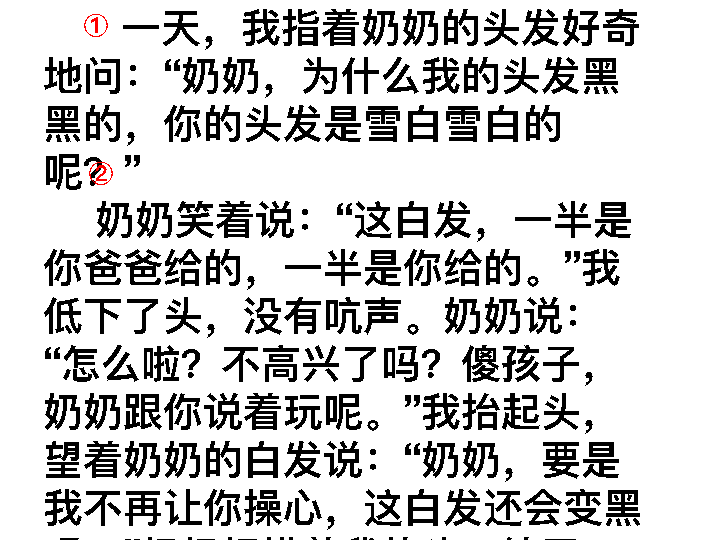 ① 一天，我指着奶奶的头发好奇
地问：“奶奶，为什么我的头发黑
黑的，你的头发是雪白雪白的
呢？”
②
奶奶笑着说：“这白发，一半是
你爸爸给的，一半是你给的。”我
低下了头，没有吭声。奶奶说：
“怎么啦？不高兴了吗？傻孩子，
奶奶跟你说着玩呢。”我抬起头，
望着奶奶的白发说：“奶奶，要是
我不再让你操心，这白发还会变黑